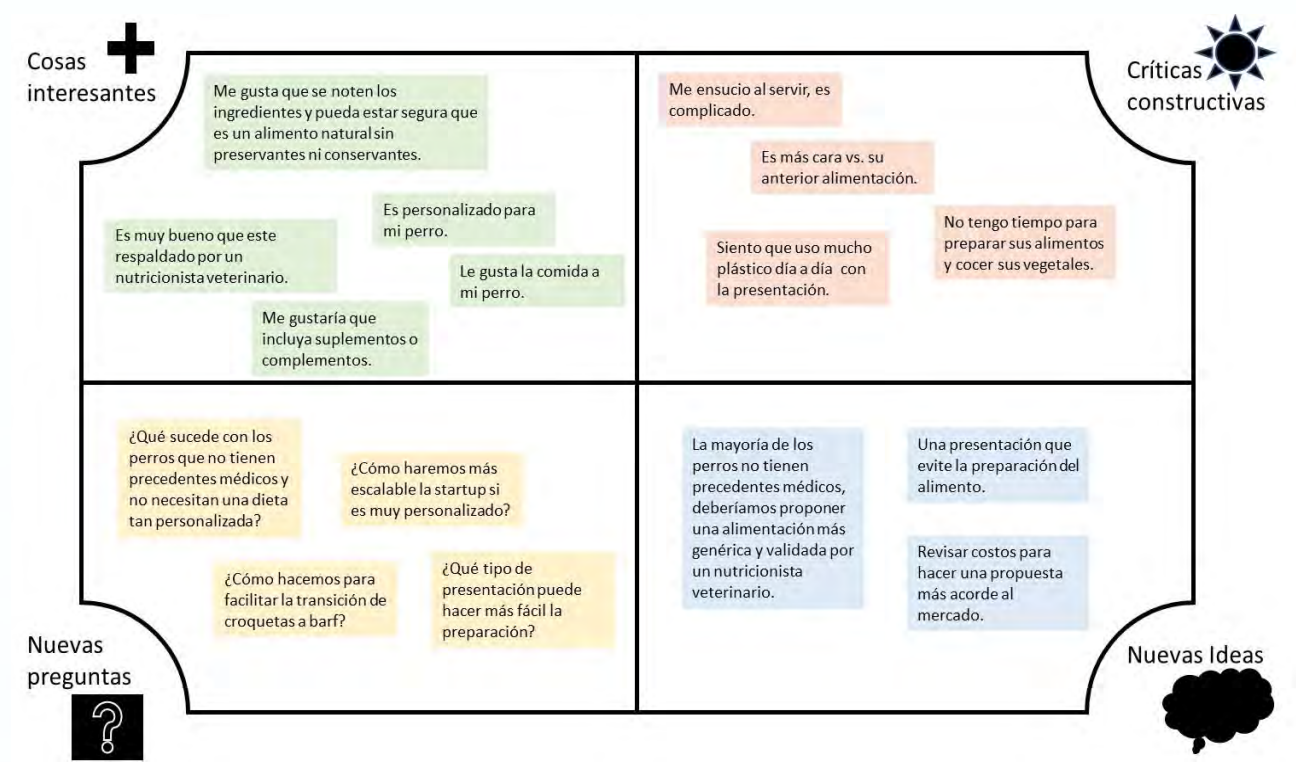 Cosas
interesantes
Me gusta que se noten los
ingredientes y pueda estar segura que
es un alimento natural sin
preservantes ni conservantes.
Es personalizado para
mi perro.
Es muy bueno que este
respaldado por un
nutricionista veterinario.
Le gusta la comida a
mi perro.
Me gustaría que
incluya suplementos o
complementos.
Críticas
constructivas
Me ensucio al servir, es
complicado.
Es más cara vs. su
anterior alimentación.
No tengo tiempo para
preparar sus alimentos
y cocer sus vegetales.
Siento que uso mucho
plástico día a día con
la presentación.
Nuevas
preguntas
¿Qué sucede con los
perros que no tienen
precedentes médicos y
no necesitan una dieta
tan personalizada?
¿Cómo haremos más
escalable la startup si
es muy personalizado?
¿Cómo hacemos para
facilitar la transición de
croquetas a barf?
¿Qué tipo de
presentación puede
hacer más fácil la
preparación?
La mayoría de los
perros no tienen
precedentes médicos,
deberíamos proponer
una alimentación más
genérica y validada por
un nutricionista
veterinario.
Una presentación que
evite la preparación del
alimento.
Revisar costos para
hacer una propuesta
más acorde al
mercado.
Nuevas Ideas